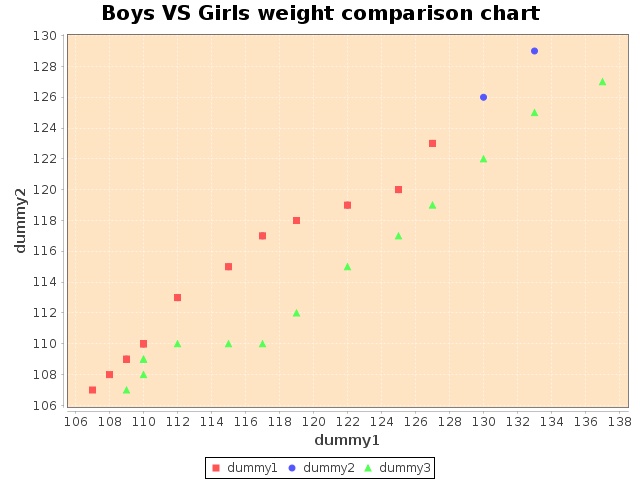 Boys VS Girls weight comparison chart
130
128
126
124
122
120
118
116
114
112
110
108
106
dummy2
106 108 110 112 114 116 118 120 122 124 126 128 130 132 134 136 138
dummy1
dummy1 dummy2 dummy3